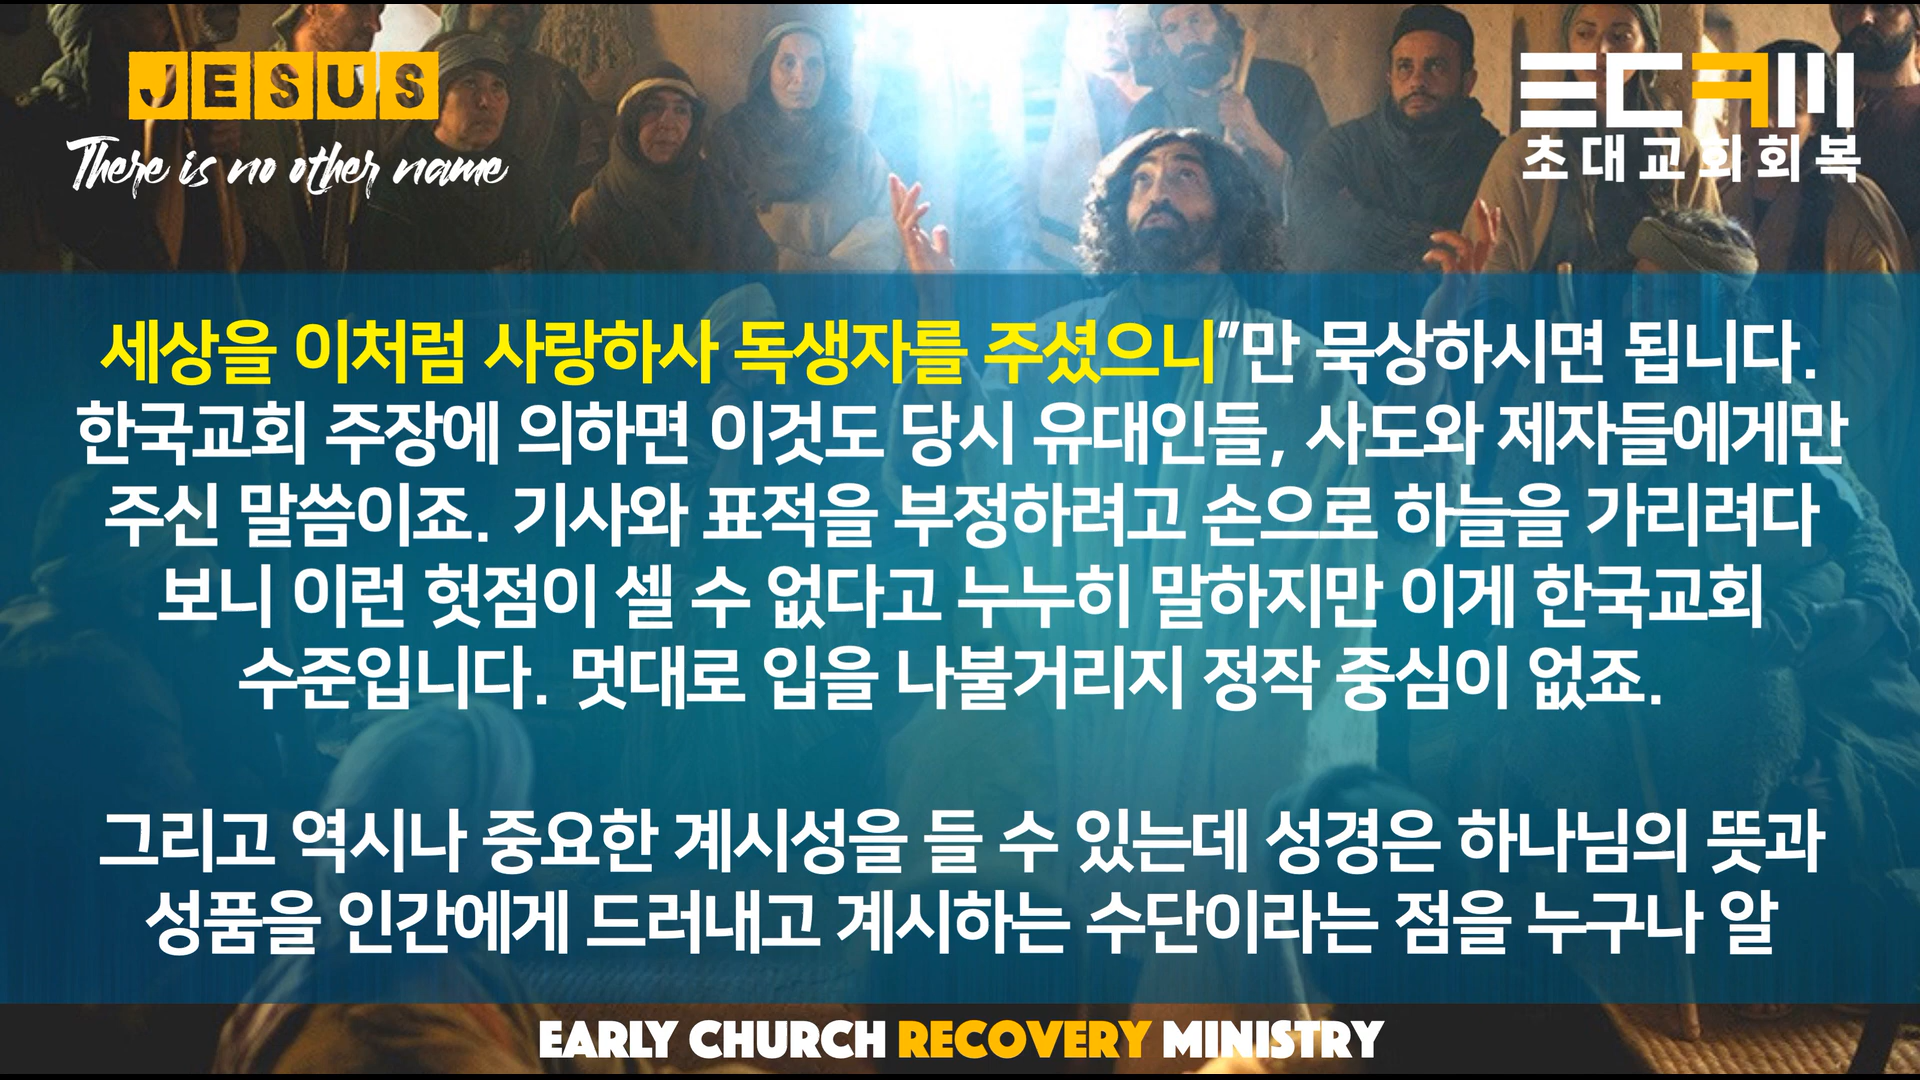 JESUS
There is no other name
ECRM
초대교회회복
세상을 이처럼 사랑하사 독생자를 주셨으니"만 묵상하시면 됩니다.
한국교회 주장에 의하면 이것도 당시 유대인들, 사도와 제자들에게만
주신 말씀이죠. 기사와 표적을 부정하려고 손으로 하늘을 가리려다
보니 이런 헛점이 셀 수 없다고 누누히 말하지만 이게 한국교회
수준입니다. 멋대로 입을 나불거리지 정작 중심이 없죠.
그리고 역시나 중요한 계시성을 들 수 있는데 성경은 하나님의 뜻과
성품을 인간에게 드러내고 계시하는 수단이라는 점을 누구나 알
EARLY CHURCH RECOVERY MINISTRY